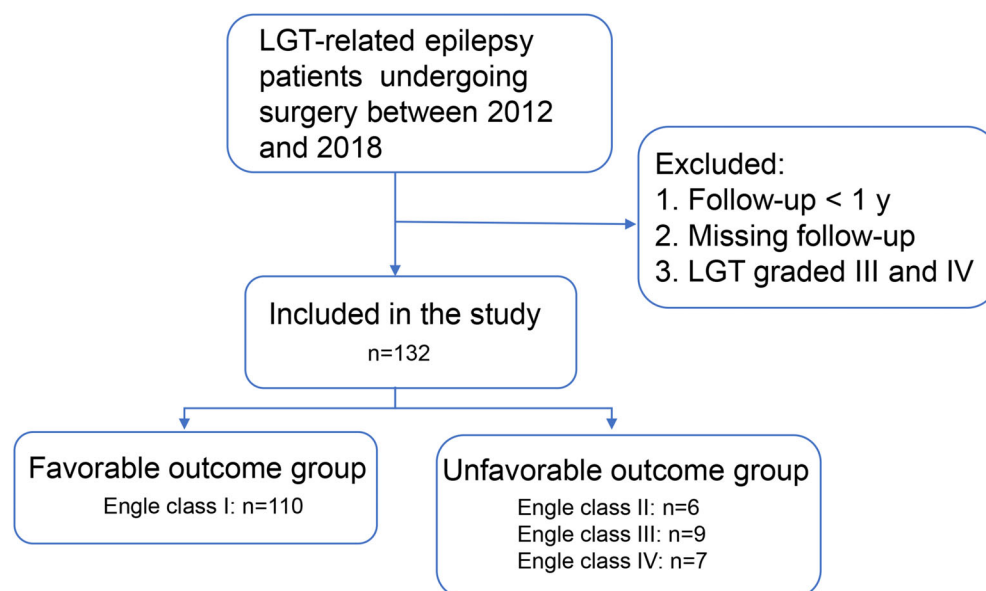 LGT-related epilepsy
patients undergoing
surgery between 2012
and 2018
Excluded:
1. Follow-up < 1 y
2. Missing follow-up
3. LGT graded III and IV
Included in the study
n=132
Favorable outcome group
Engle class I: n=110
Unfavorable outcome group
Engle class II: n=6
Engle class III: n=9
Engle class IV: n=7